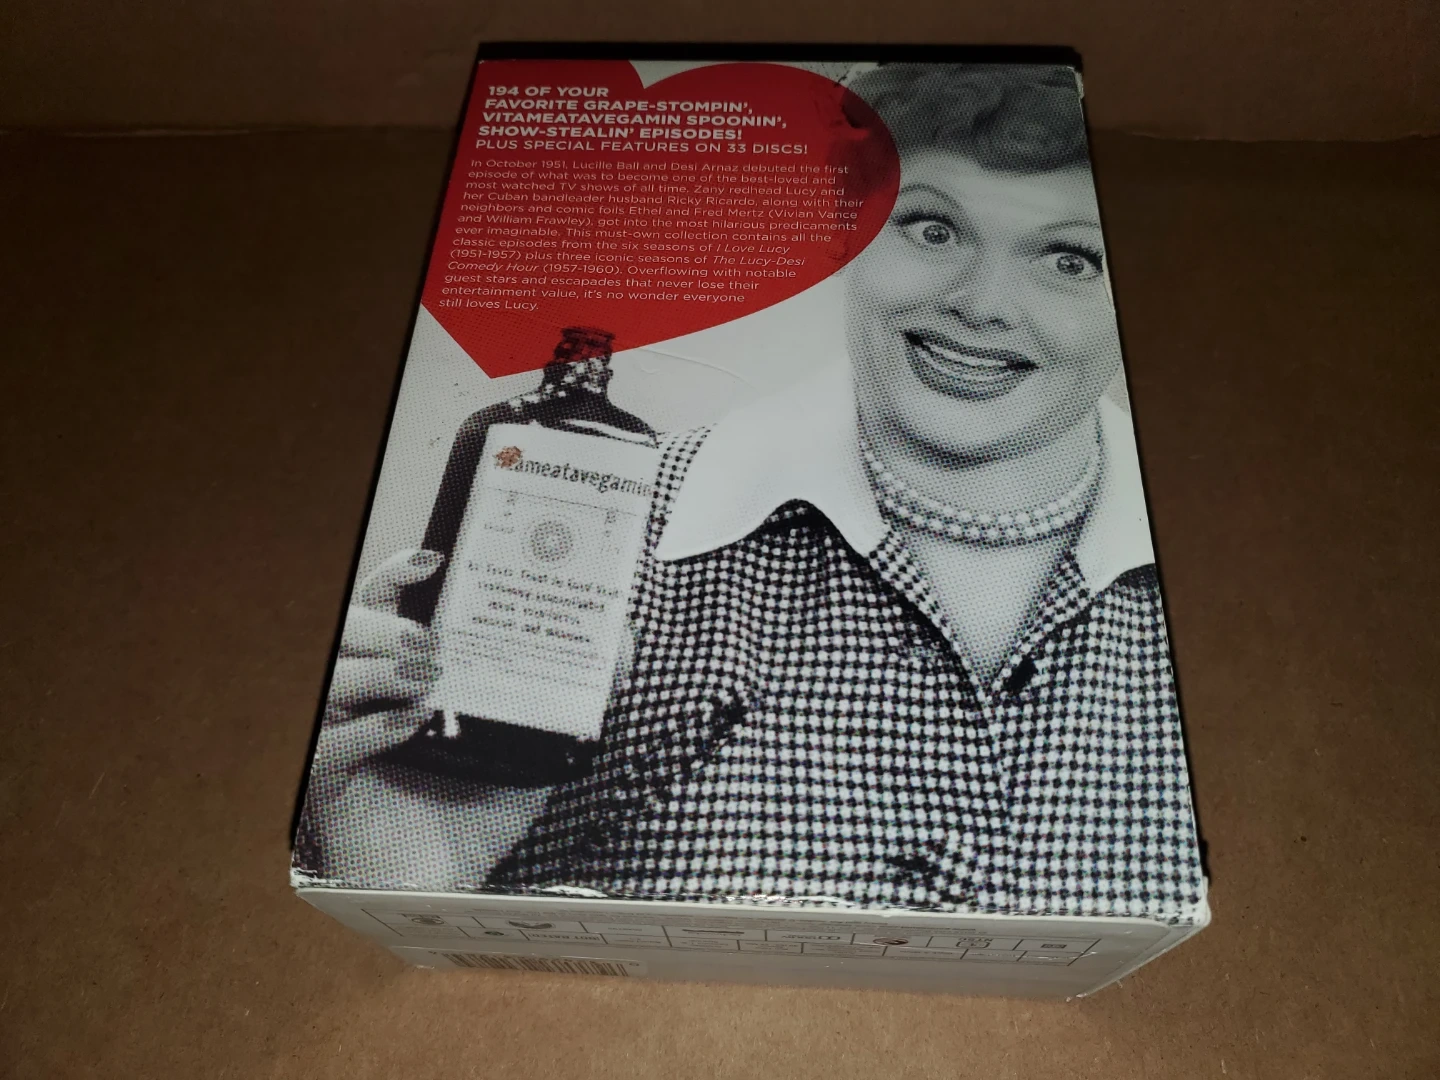 194 OF YOUR
FAVORITE GRAPE-STOMPIN',
VITAMEATAVEGAMIN SPOONIN',
SHOW-STEALIN' EPISODES!
PLUS SPECIAL FEATURES ON 33 DISCS!
In October 1951, Lucille Ball and Desi Arnaz debuted the first
episode of what was to become one of the best-loved and
most watched TV shows of all time. Zany redhead Lucy and
her Cuban bandleader husband Ricky Ricardo, along with their
neighbors and comic foils Ethel and Fred Mertz (Vivian Vance
and William Frawley), got into the most hilarious predicaments
ever imaginable. This must-own collection contains all the
classic episodes from the six seasons of I Love Lucy
(1951-1957) plus three iconic seasons of The Lucy-Desi
Comedy Hour (1957-1960). Overflowing with notable
guest stars and escapades that never lose their
entertainment value, it's no wonder everyone
still loves Lucy.
ameatavegamin
NOT RATED